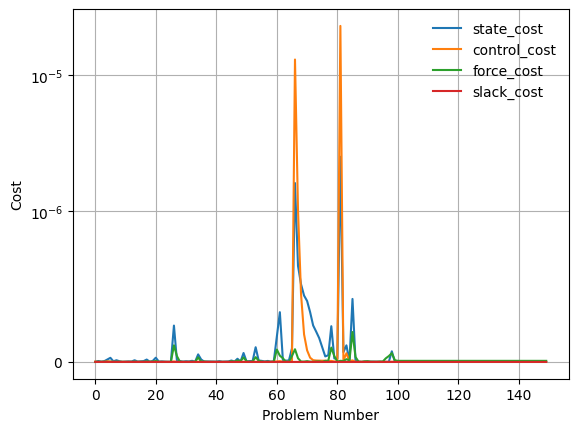 state_cost
control_cost
force_cost
slack_cost
10⁻⁵
10⁻⁶
0
Cost
0 20 40 60 80 100 120 140
Problem Number